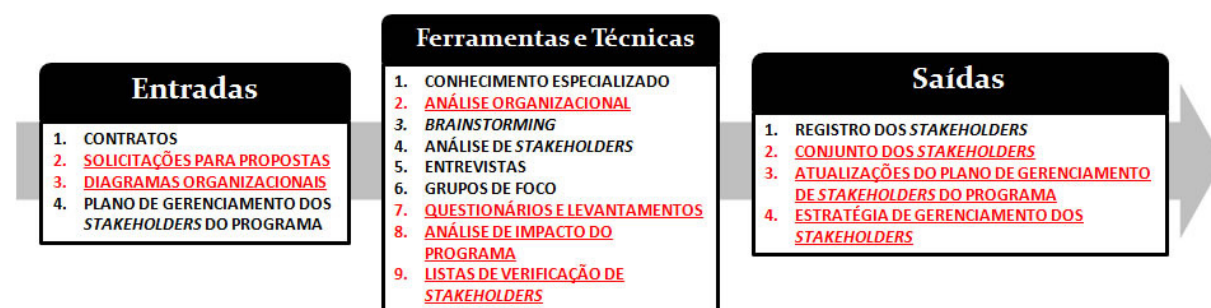 Entradas
1. CONTRATOS
2. SOLICITAÇÕES PARA PROPOSTAS
3. DIAGRAMAS ORGANIZACIONAIS
4. PLANO DE GERENCIAMENTO DOS
STAKEHOLDERS DO PROGRAMA
Ferramentas e Técnicas
1. CONHECIMENTO ESPECIALIZADO
2. ANÁLISE ORGANIZACIONAL
3. BRAINSTORMING
4. ANÁLISE DE STAKEHOLDERS
5. ENTREVISTAS
6. GRUPOS DE FOCO
7. QUESTIONÁRIOS E LEVANTAMENTOS
8. ANÁLISE DE IMPACTO DO
PROGRAMA
9. LISTAS DE VERIFICAÇÃO DE
STAKEHOLDERS
Saídas
1. REGISTRO DOS STAKEHOLDERS
2. CONJUNTO DOS STAKEHOLDERS
3. ATUALIZAÇÕES DO PLANO DE GERENCIAMENTO
DE STAKEHOLDERS DO PROGRAMA
4. ESTRATÉGIA DE GERENCIAMENTO DOS
STAKEHOLDERS